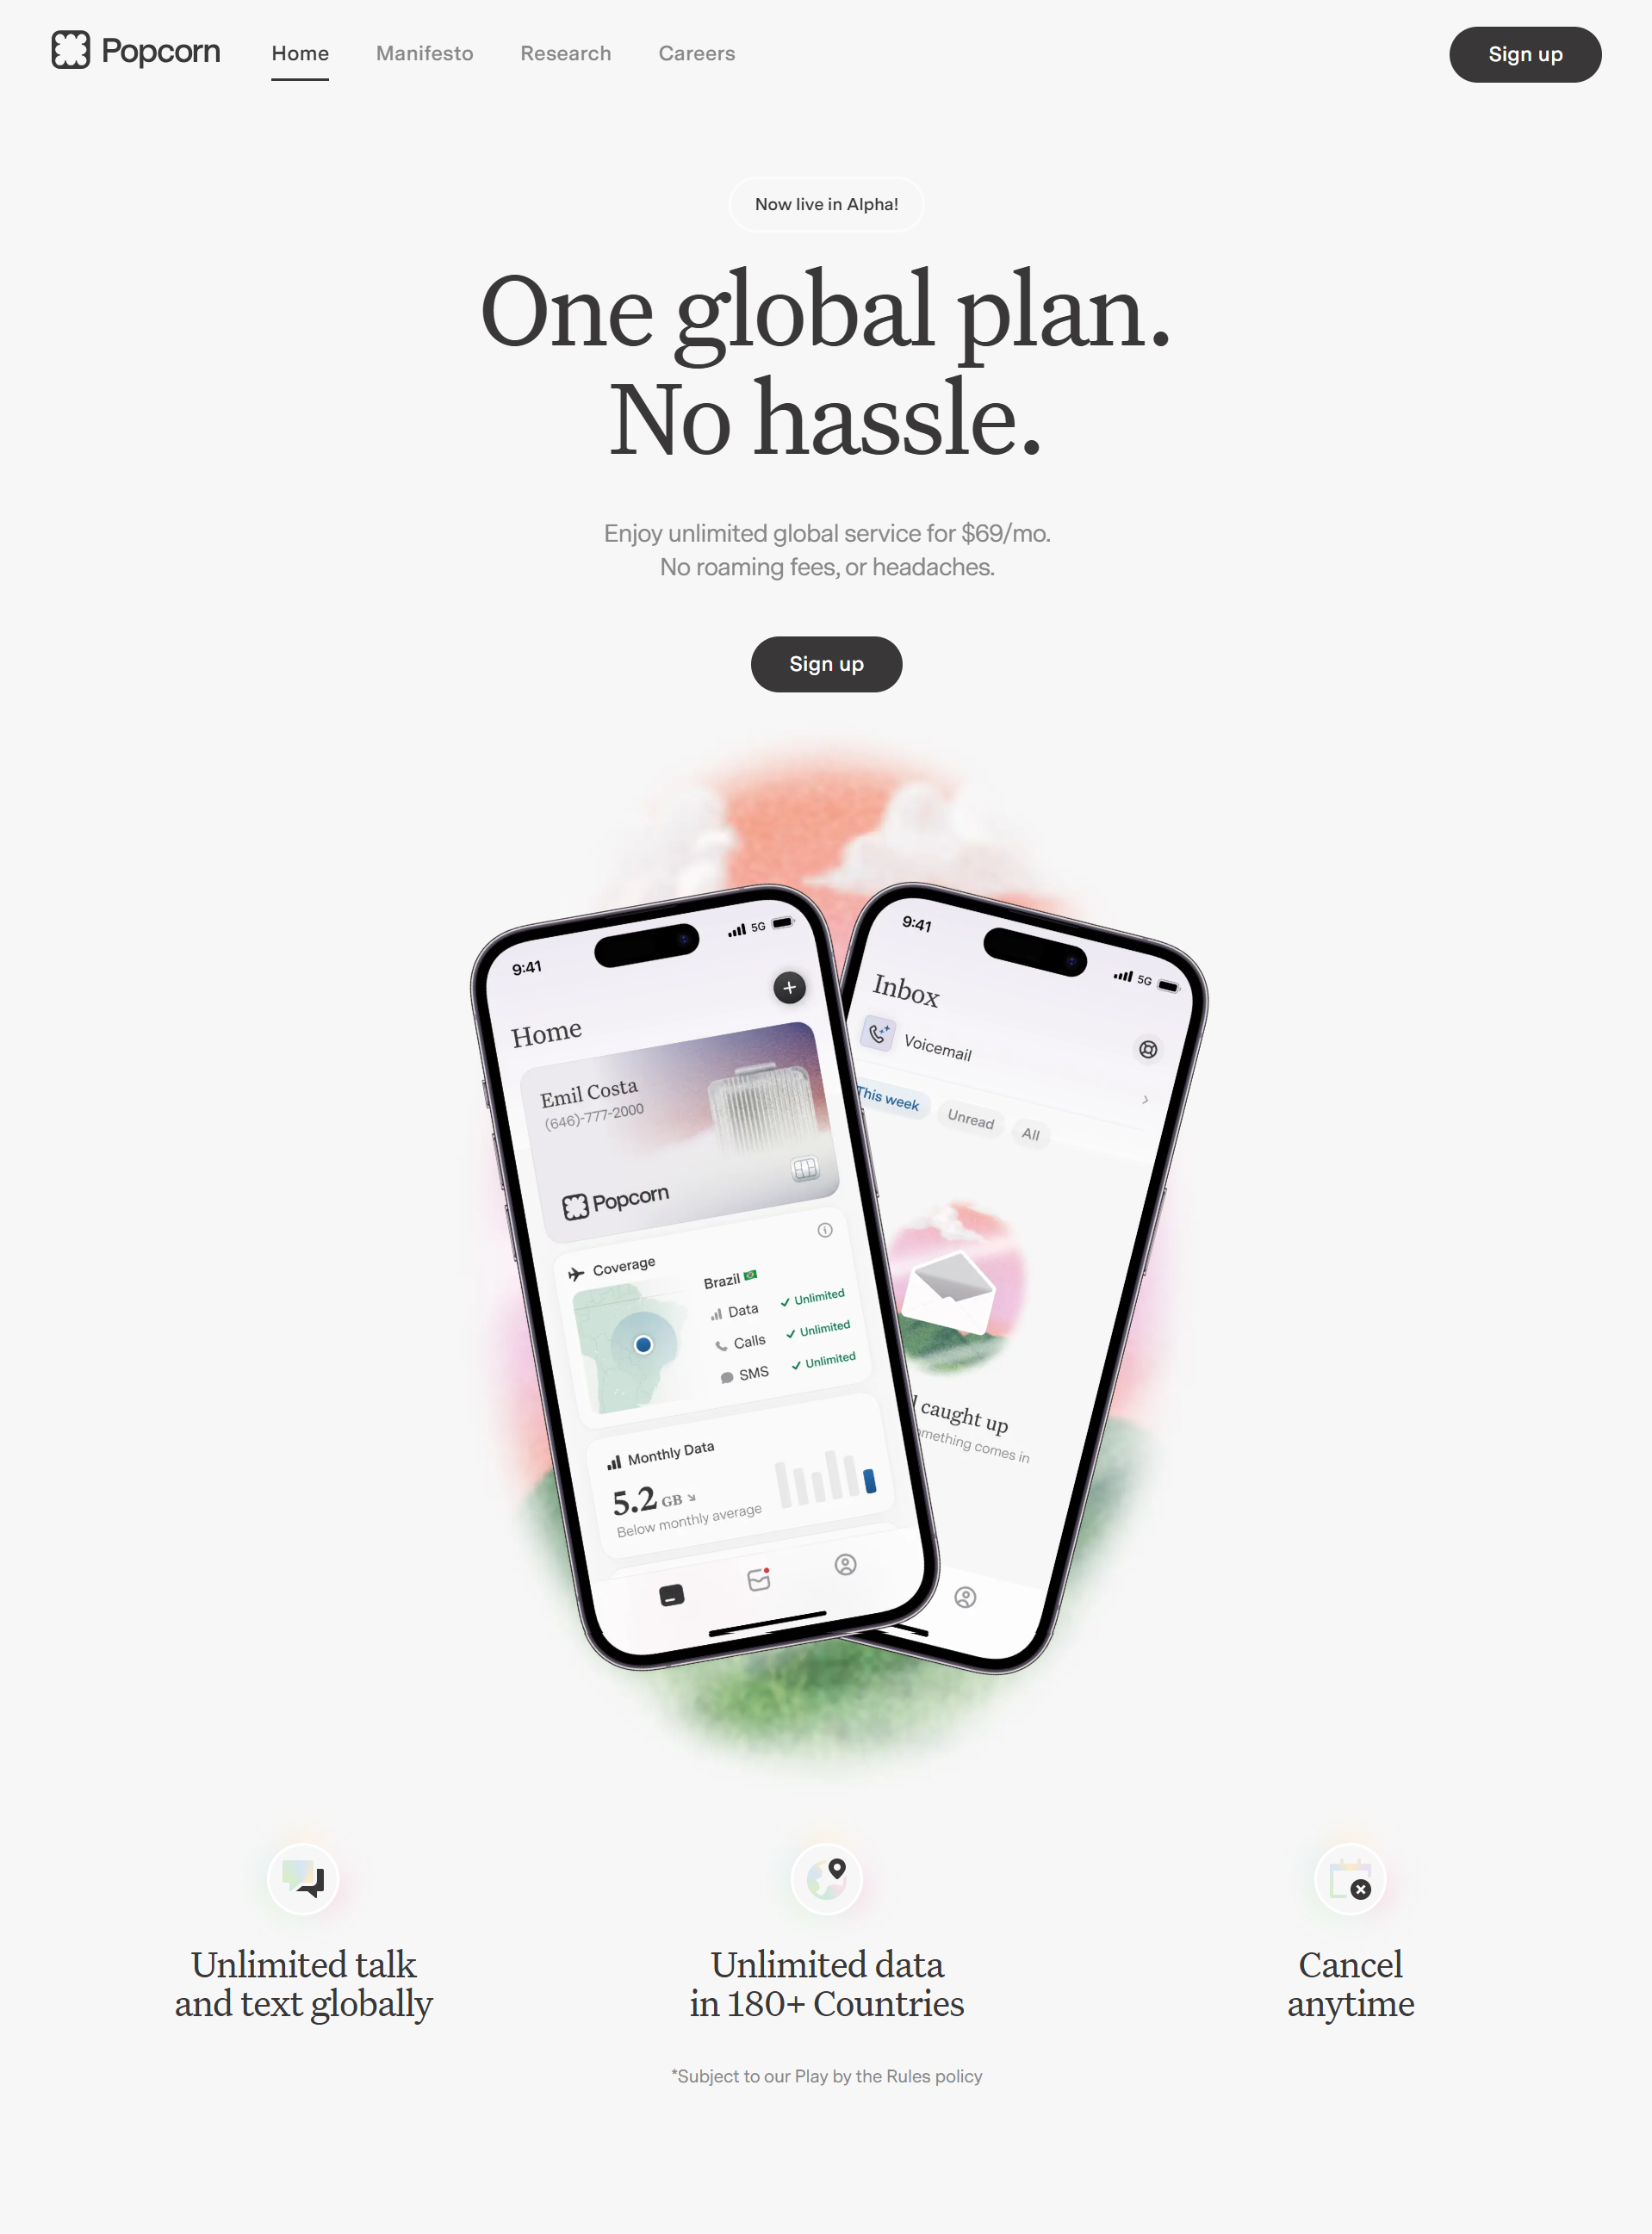 Popcorn
Home
Manifesto
Research
Careers
Sign up
Now live in Alpha!
One global plan.
No hassle.
Enjoy unlimited global service for $69/mo.
No roaming fees, or headaches.
Sign up
9:41
5G
Home
Emil Costa
(646)-777-2000
Popcorn
Coverage
Brazil 🇧🇷
Data
Unlimited
Calls
Unlimited
SMS
Unlimited
Monthly Data
5.2 GB
Below monthly average
9:41
5G
Inbox
Voicemail
This week
Unread
All
caught up
comes in
Unlimited talk
and text globally
Unlimited data
in 180+ Countries
Cancel
anytime
*Subject to our Play by the Rules policy